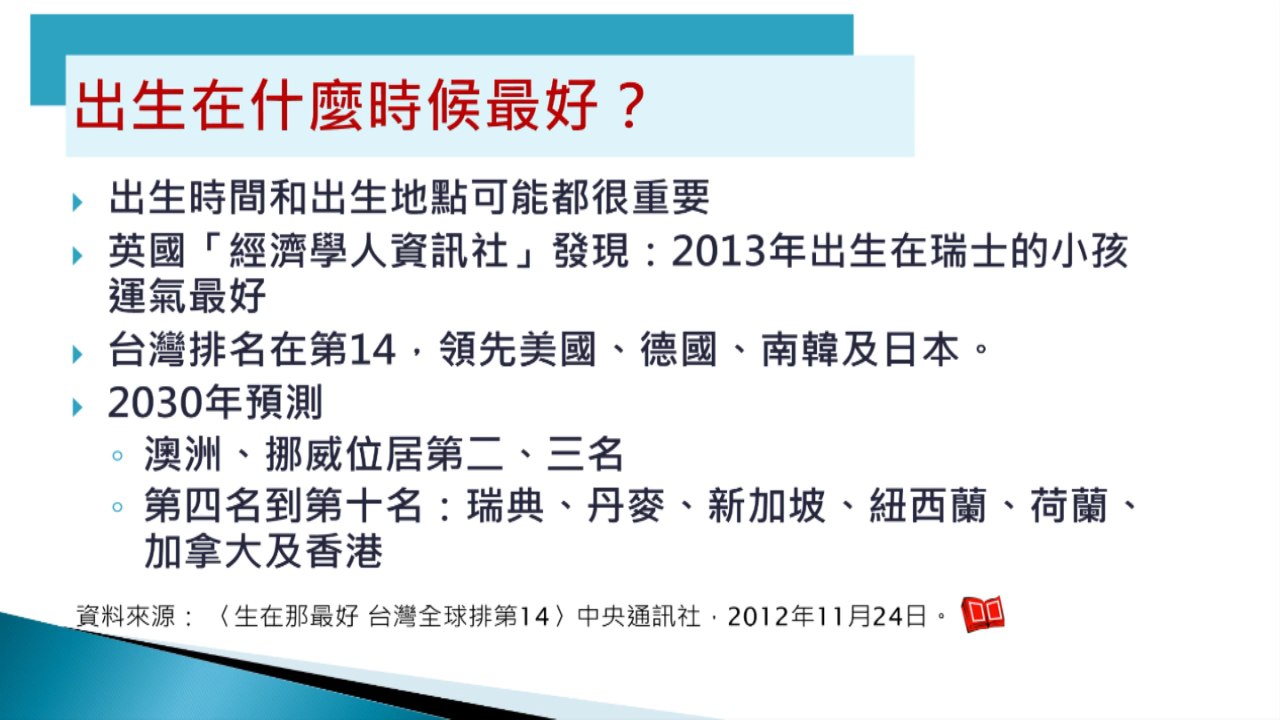 出生在什麼時候最好？
出生時間和出生地點可能都很重要
英國「經濟學人資訊社」發現：2013年出生在瑞士的小孩
運氣最好
台灣排名在第14，領先美國、德國、南韓及日本。
2030年預測
澳洲、挪威位居第二、三名
第四名到第十名：瑞典、丹麥、新加坡、紐西蘭、荷蘭、
加拿大及香港
資料來源：〈生在那最好 台灣全球排第14〉中央通訊社，2012年11月24日。